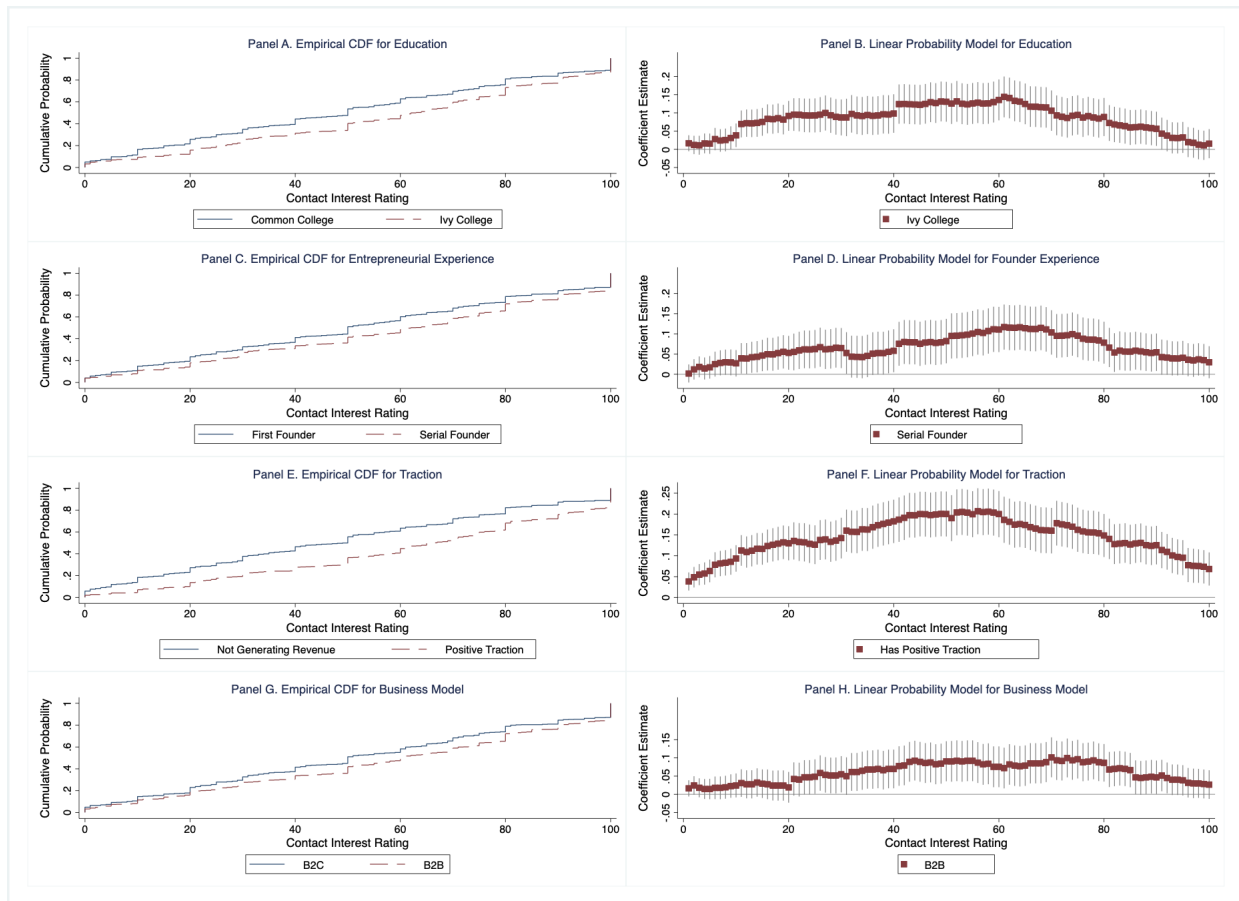 Panel A. Empirical CDF for Education
Cumulative Probability
0 .2 .4 .6 .8 1
0 20 40 60 80 100
Contact Interest Rating
Common College Ivy College
Panel B. Linear Probability Model for Education
Coefficient Estimate
-.05 0 .05 .1 .15 .2
0 20 40 60 80 100
Contact Interest Rating
Ivy College
Panel C. Empirical CDF for Entrepreneurial Experience
Cumulative Probability
0 .2 .4 .6 .8 1
0 20 40 60 80 100
Contact Interest Rating
First Founder Serial Founder
Panel D. Linear Probability Model for Founder Experience
Coefficient Estimate
0 .05 .1 .15 .2
0 20 40 60 80 100
Contact Interest Rating
Serial Founder
Panel E. Empirical CDF for Traction
Cumulative Probability
0 .2 .4 .6 .8 1
0 20 40 60 80 100
Contact Interest Rating
Not Generating Revenue Positive Traction
Panel F. Linear Probability Model for Traction
Coefficient Estimate
0 .05 .1 .15 .2 .25
0 20 40 60 80 100
Contact Interest Rating
Has Positive Traction
Panel G. Empirical CDF for Business Model
Cumulative Probability
0 .2 .4 .6 .8 1
0 20 40 60 80 100
Contact Interest Rating
B2C B2B
Panel H. Linear Probability Model for Business Model
Coefficient Estimate
-.05 0 .05 .1 .15
0 20 40 60 80 100
Contact Interest Rating
B2B